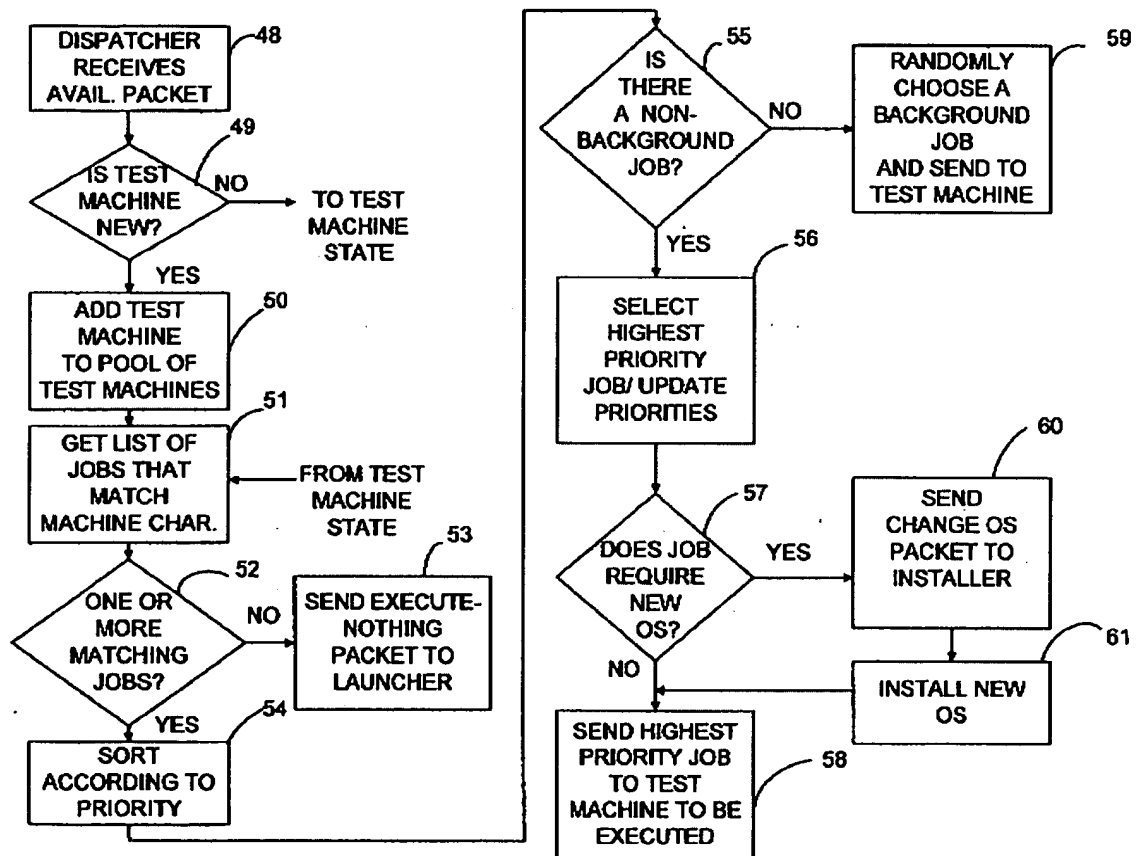 48
DISPATCHER
RECEIVES
AVAIL. PACKET
49
IS TEST
MACHINE
NEW?
NO
TO TEST
MACHINE
STATE
YES
50
ADD TEST
MACHINE
TO POOL OF
TEST MACHINES
51
GET LIST OF
JOBS THAT
MATCH
MACHINE CHAR.
FROM TEST
MACHINE
STATE
52
ONE OR
MORE
MATCHING
JOBS?
NO
53
SEND EXECUTE-
NOTHING
PACKET TO
LAUNCHER
YES
54
SORT
ACCORDING TO
PRIORITY
55
IS
THERE
A NON-
BACKGROUND
JOB?
NO
59
RANDOMLY
CHOOSE A
BACKGROUND
JOB
AND SEND TO
TEST MACHINE
YES
56
SELECT
HIGHEST
PRIORITY
JOB/ UPDATE
PRIORITIES
57
DOES JOB
REQUIRE
NEW
OS?
YES
60
SEND
CHANGE OS
PACKET TO
INSTALLER
61
INSTALL NEW
OS
NO
58
SEND HIGHEST
PRIORITY JOB
TO TEST
MACHINE TO BE
EXECUTED